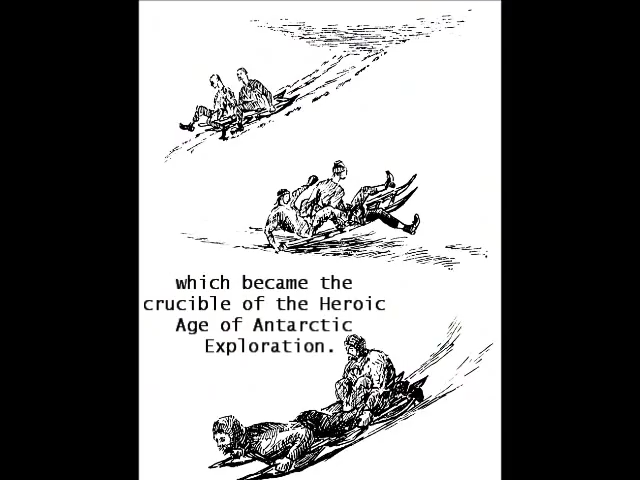 which became the
crucible of the Heroic
Age of Antarctic
Exploration.